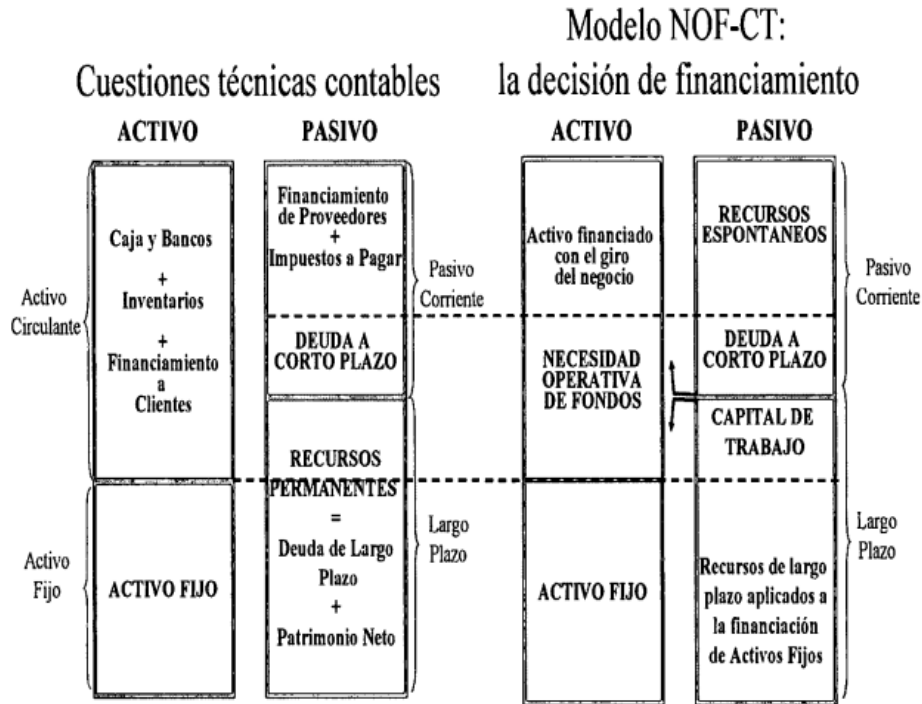 Cuestiones técnicas contables
ACTIVO
PASIVO
Activo
Circulante
Caja y Bancos
+
Inventarios
+
Financiamiento
a
Clientes
Activo
Fijo
ACTIVO FIJO
Financiamiento
de Proveedores
+
Impuestos a Pagar
DEUDA A
CORTO PLAZO
RECURSOS
PERMANENTES
=
Deuda de Largo
Plazo
+
Patrimonio Neto
Pasivo
Corriente
Largo
Plazo
Modelo NOF-CT:
la decisión de financiamiento
ACTIVO
PASIVO
Activo financiado
con el giro
del negocio
NECESIDAD
OPERATIVA
DE FONDOS
ACTIVO FIJO
RECURSOS
ESPONTANEOS
DEUDA A
CORTO PLAZO
CAPITAL DE
TRABAJO
Recursos de largo
plazo aplicados a
la financiación
de Activos Fijos
Pasivo
Corriente
Largo
Plazo